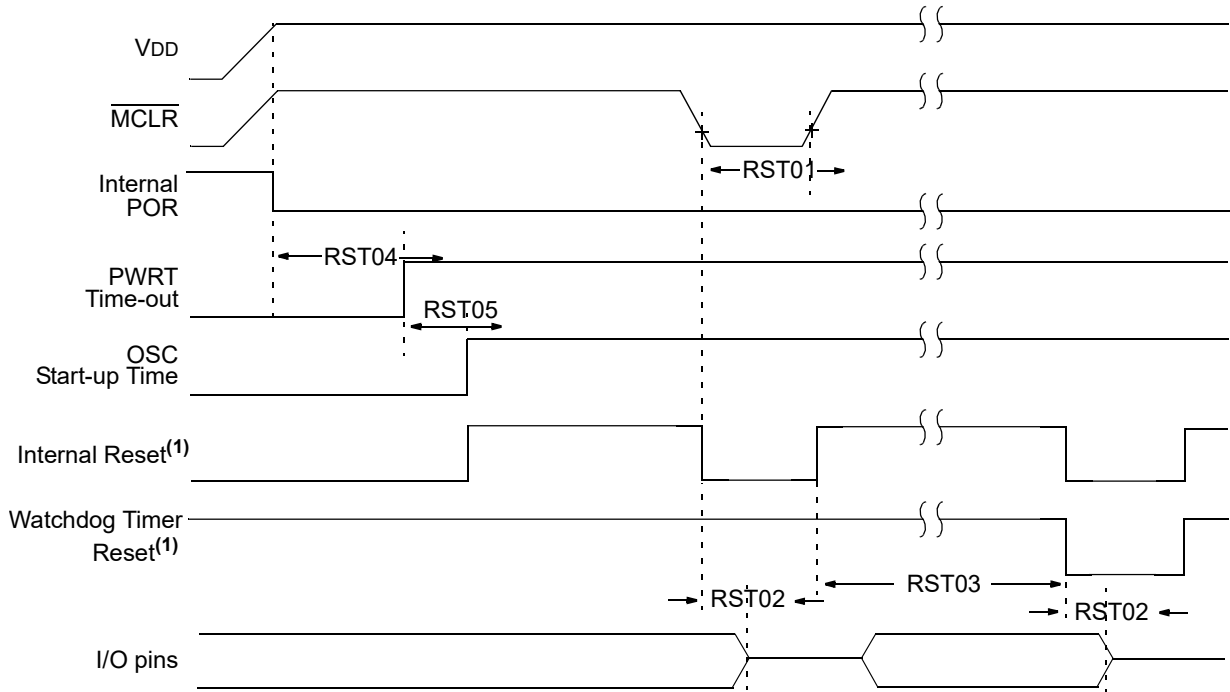 VDD
MCLR
RST01
Internal
POR
RST04
PWRT
Time-out
RST05
OSC
Start-up Time
Internal Reset(1)
Watchdog Timer
Reset(1)
RST03
RST02
RST02
I/O pins